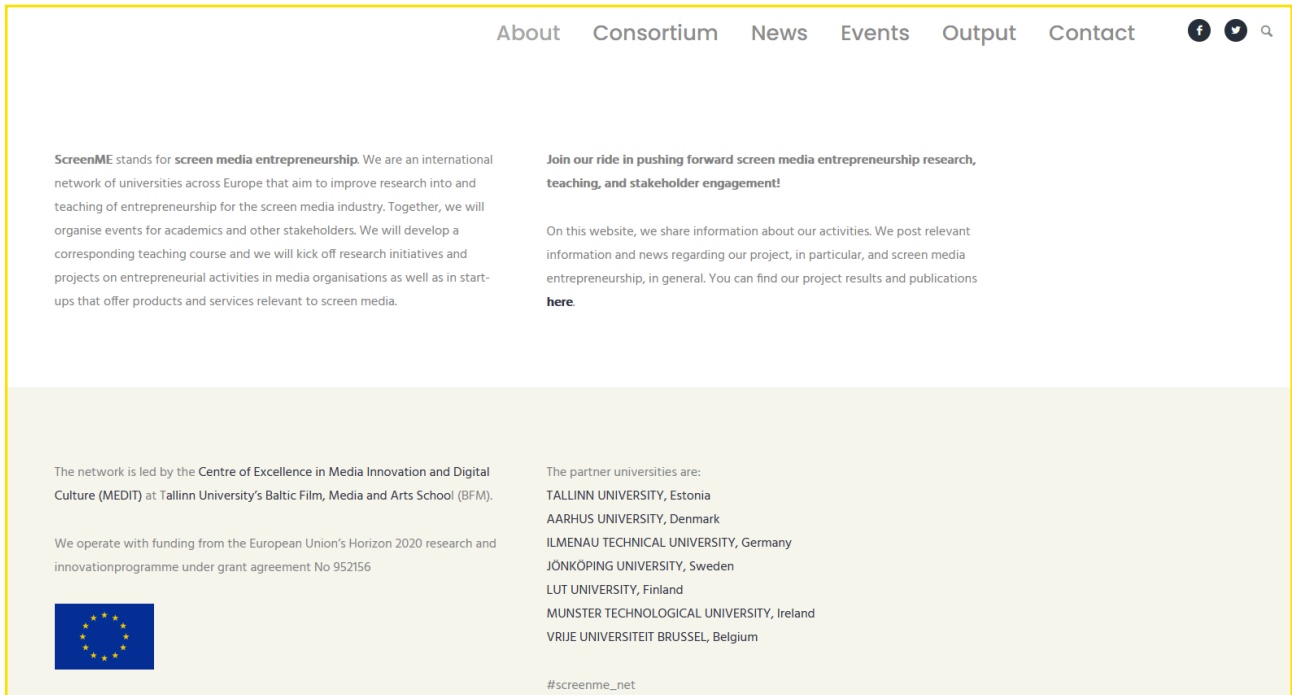 About Consortium News Events Output Contact
ScreenME stands for screen media entrepreneurship. We are an international
network of universities across Europe that aim to improve research into and
teaching of entrepreneurship for the screen media industry. Together, we will
organise events for academics and other stakeholders. We will develop a
corresponding teaching course and we will kick off research initiatives and
projects on entrepreneurial activities in media organisations as well as in start-
ups that offer products and services relevant to screen media.
Join our ride in pushing forward screen media entrepreneurship research,
teaching, and stakeholder engagement!
On this website, we share information about our activities. We post relevant
information and news regarding our project, in particular, and screen media
entrepreneurship, in general. You can find our project results and publications
here.
The network is led by the Centre of Excellence in Media Innovation and Digital
Culture (MEDIT) at Tallinn University's Baltic Film, Media and Arts School (BFM).
We operate with funding from the European Union's Horizon 2020 research and
innovationprogramme under grant agreement No 952156
The partner universities are:
TALLINN UNIVERSITY, Estonia
AARHUS UNIVERSITY, Denmark
ILMENAU TECHNICAL UNIVERSITY, Germany
JÖNKÖPING UNIVERSITY, Sweden
LUT UNIVERSITY, Finland
MUNSTER TECHNOLOGICAL UNIVERSITY, Ireland
VRIJE UNIVERSITEIT BRUSSEL, Belgium
#screenme_net